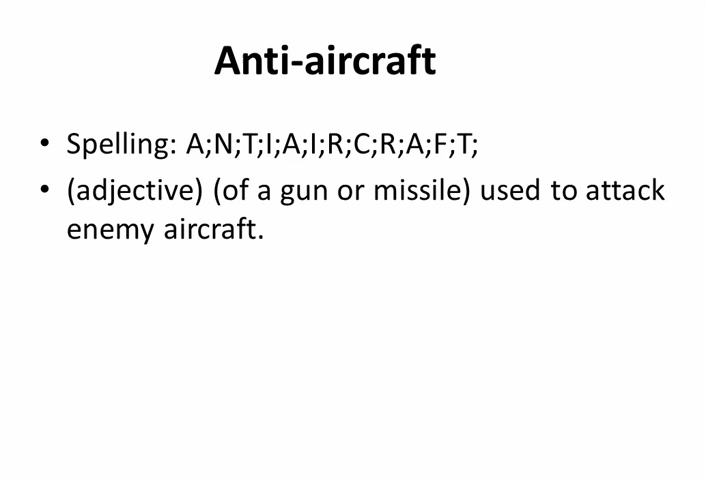 Anti-aircraft
• Spelling: A;N;T;I;A;I;R;C;R;A;F;T;
• (adjective) (of a gun or missile) used to attack
enemy aircraft.